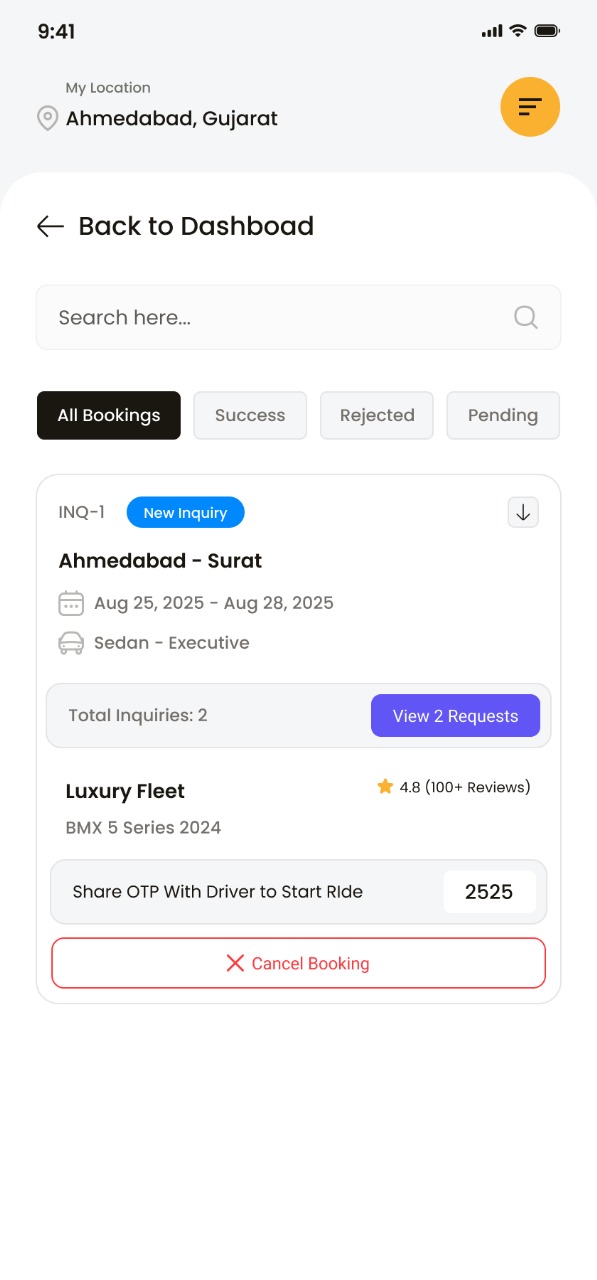 9:41
My Location
Ahmedabad, Gujarat
Back to Dashboad
Search here...
All Bookings Success Rejected Pending
INQ-1 New Inquiry
Ahmedabad - Surat
Aug 25, 2025 - Aug 28, 2025
Sedan - Executive
Total Inquiries: 2 View 2 Requests
Luxury Fleet 4.8 (100+ Reviews)
BMX 5 Series 2024
Share OTP With Driver to Start RIde 2525
Cancel Booking